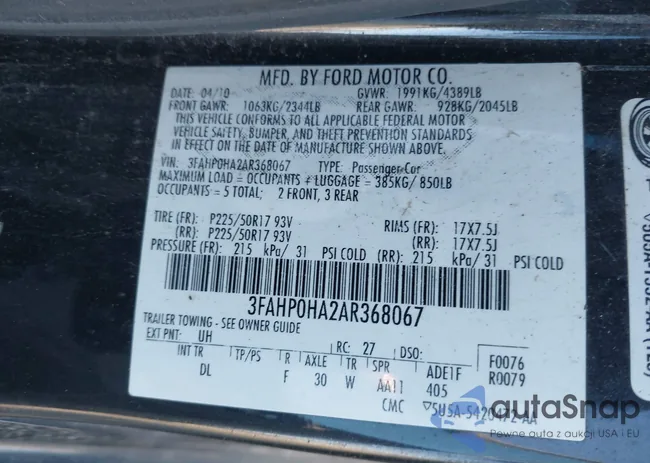 MFD. BY FORD MOTOR CO.
DATE: 04/10 GVWR: 1991KG/4389LB
FRONT GAWR: 1063KG/2344LB REAR GAWR: 928KG/2045LB
THIS VEHICLE CONFORMS TO ALL APPLICABLE FEDERAL MOTOR
VEHICLE SAFETY, BUMPER, AND THEFT PREVENTION STANDARDS
IN EFFECT ON THE DATE OF MANUFACTURE SHOWN ABOVE.
VIN: 3FAHP0HA2AR368067 TYPE: Passenger Car
MAXIMUM LOAD = OCCUPANTS + LUGGAGE = 385KG/ 850LB
OCCUPANTS = 5 TOTAL: 2 FRONT, 3 REAR
TIRE (FR): P225/50R17 93V RIMS (FR): 17X7.5J
(RR): P225/50R17 93V (RR): 17X7.5J
PRESSURE (FR): 215 kPa/ 31 PSI COLD (RR): 215 kPa/ 31 PSI COLD
3FAHP0HA2AR368067
TRAILER TOWING - SEE OWNER GUIDE
EXT PNT: UH RC: 27 DSO: F0076
INT TR TP/PS R AXLE TR SPR ADE1F R0079
DL F 30 W AA11 405
CMC 5U5A-5420472-AA
autoSnap
Pewne auta z aukcji USA i EU